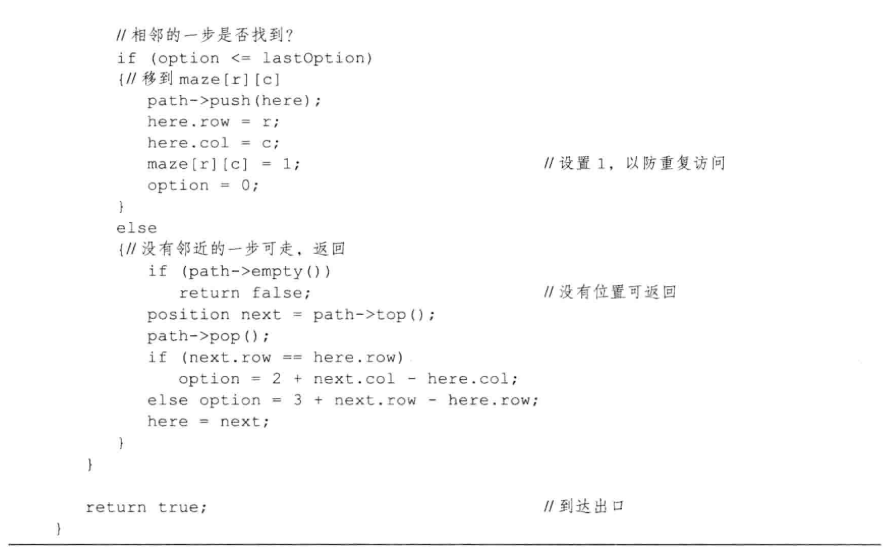 // 相邻的一步是否找到?
if (option <= lastOption)
{// 移到 maze[r][c]
path->push(here);
here.row = r;
here.col = c;
maze[r][c] = 1; // 设置 1, 以防重复访问
option = 0;
}
else
{// 没有邻近的一步可走, 返回
if (path->empty())
return false; // 没有位置可返回
position next = path->top();
path->pop();
if (next.row == here.row)
option = 2 + next.col - here.col;
else option = 3 + next.row - here.row;
here = next;
}
}
return true; // 到达出口
}